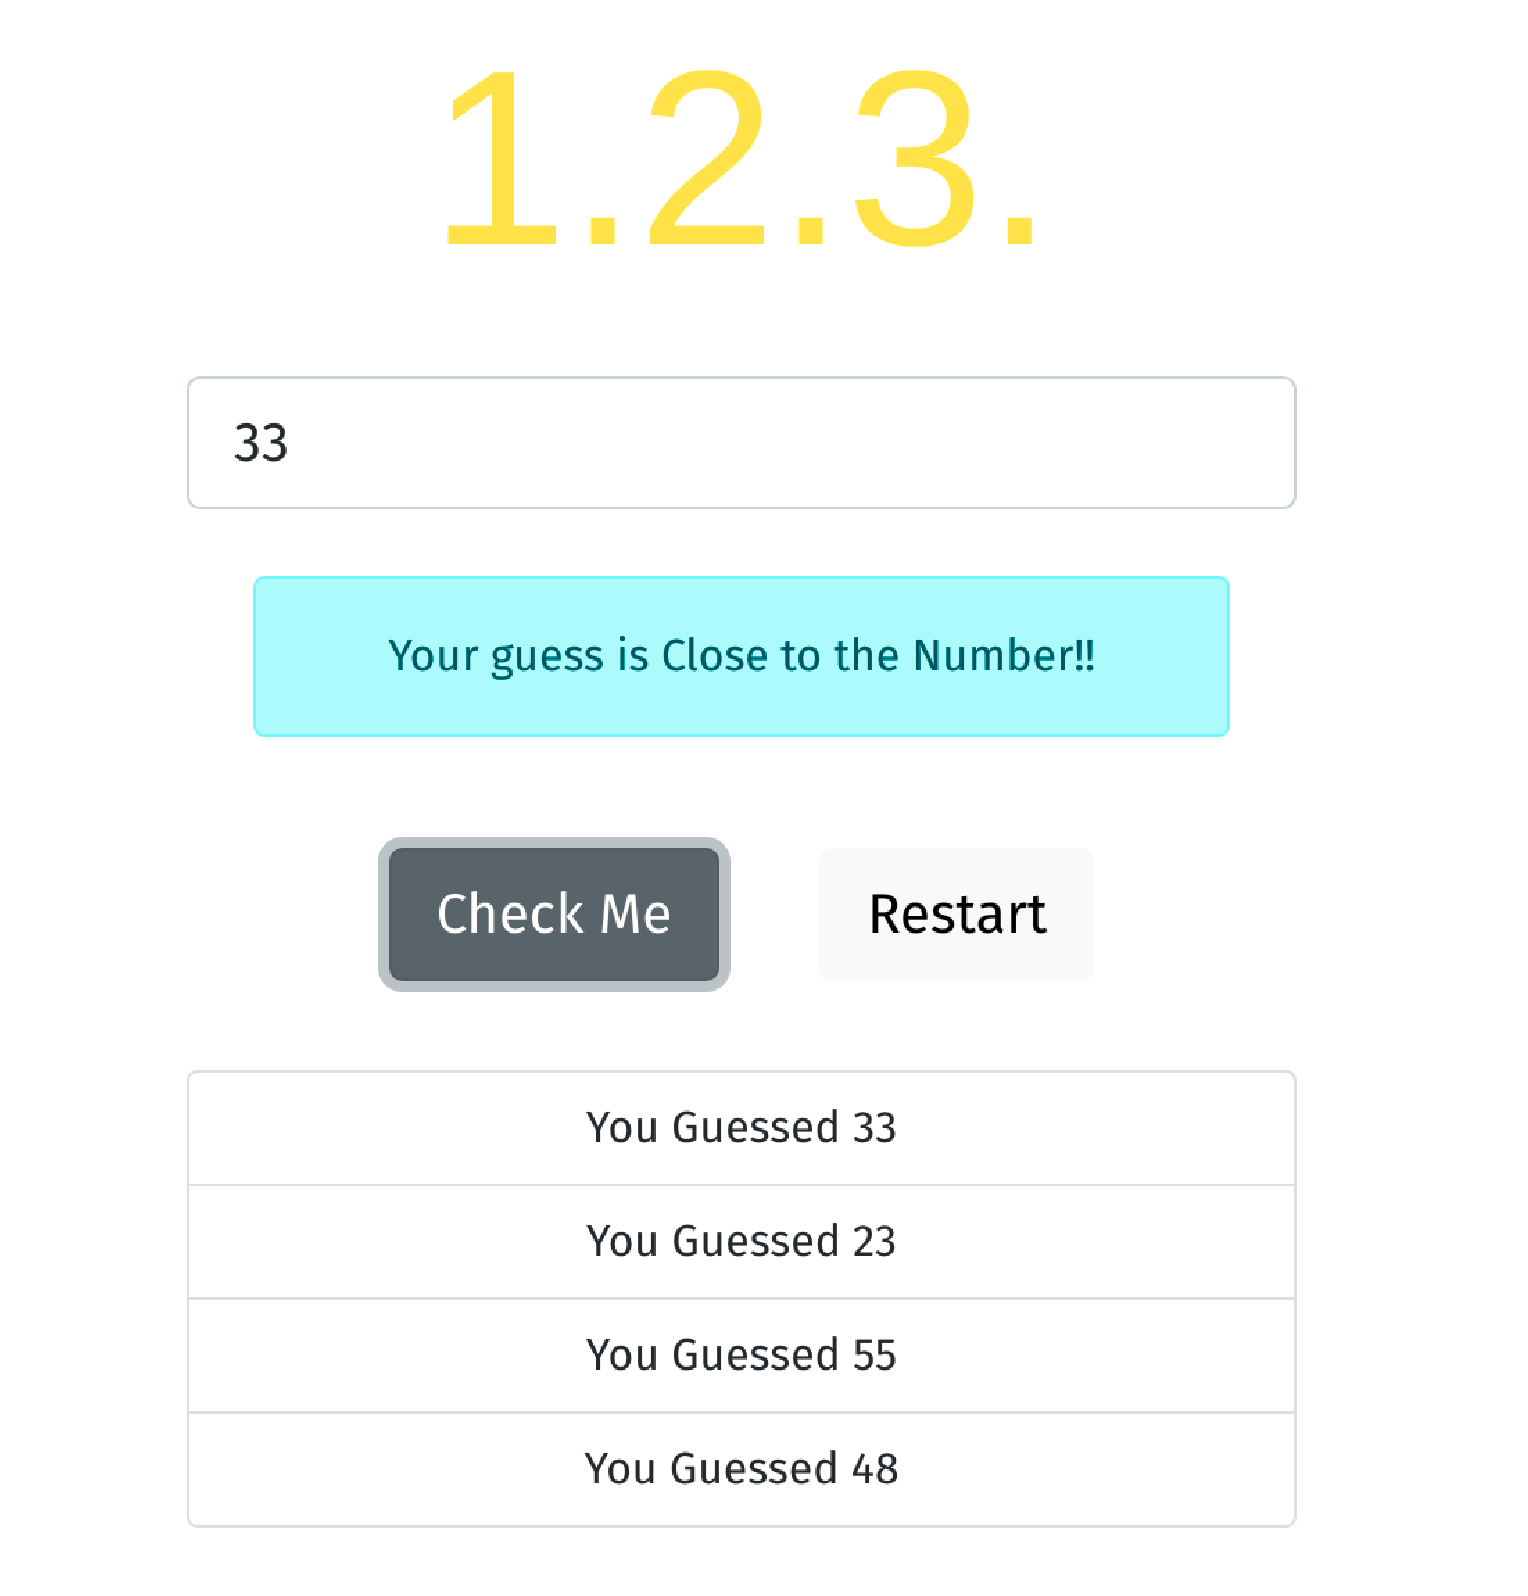 1.2.3.
33
Your guess is Close to the Number!!
Check Me
Restart
You Guessed 33
You Guessed 23
You Guessed 55
You Guessed 48